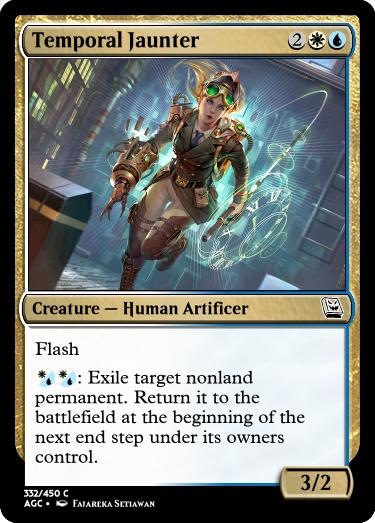 Temporal Jaunter 2
Creature — Human Artificer
Flash
: Exile target nonland
permanent. Return it to the
battlefield at the beginning of the
next end step under its owners
control.
3/2
332/450 C
AGC • Fajareka Setiawan